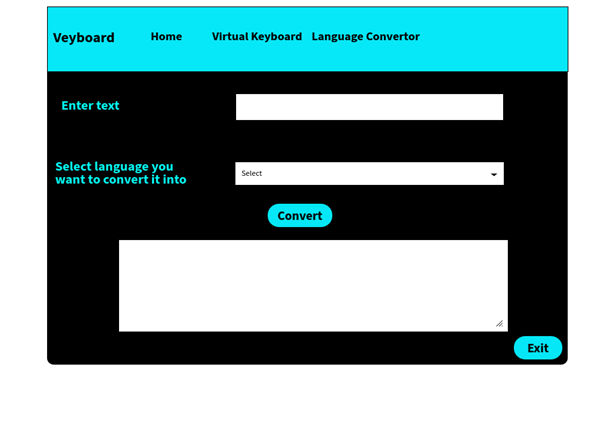 Veyboard Home Virtual Keyboard Language Convertor
Enter text
Select language you
want to convert it into
Select
Convert
Exit